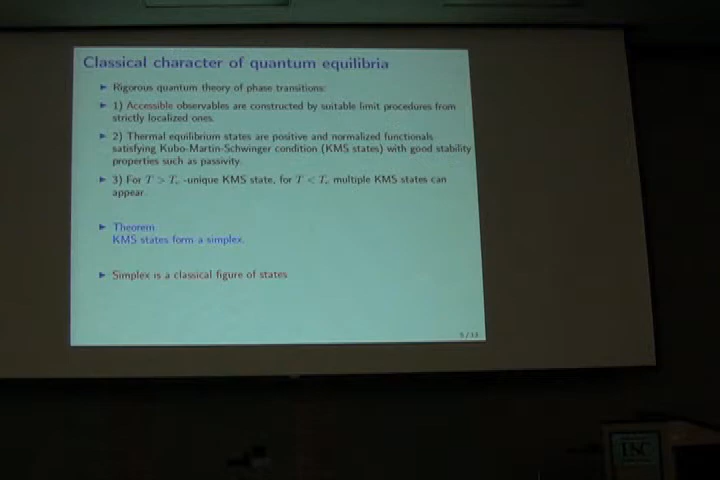 Classical character of quantum equilibria
► Rigorous quantum theory of phase transitions:
► 1) Accessible observables are constructed by suitable limit procedures from
strictly localized ones.
► 2) Thermal equilibrium states are positive and normalized functionals
satisfying Kubo-Martin-Schwinger condition (KMS states) with good stability
properties such as passivity.
► 3) For T > Tc -unique KMS state, for T < Tc multiple KMS states can
appear.
► Theorem
KMS states form a simplex.
► Simplex is a classical figure of states
5 / 13
USC